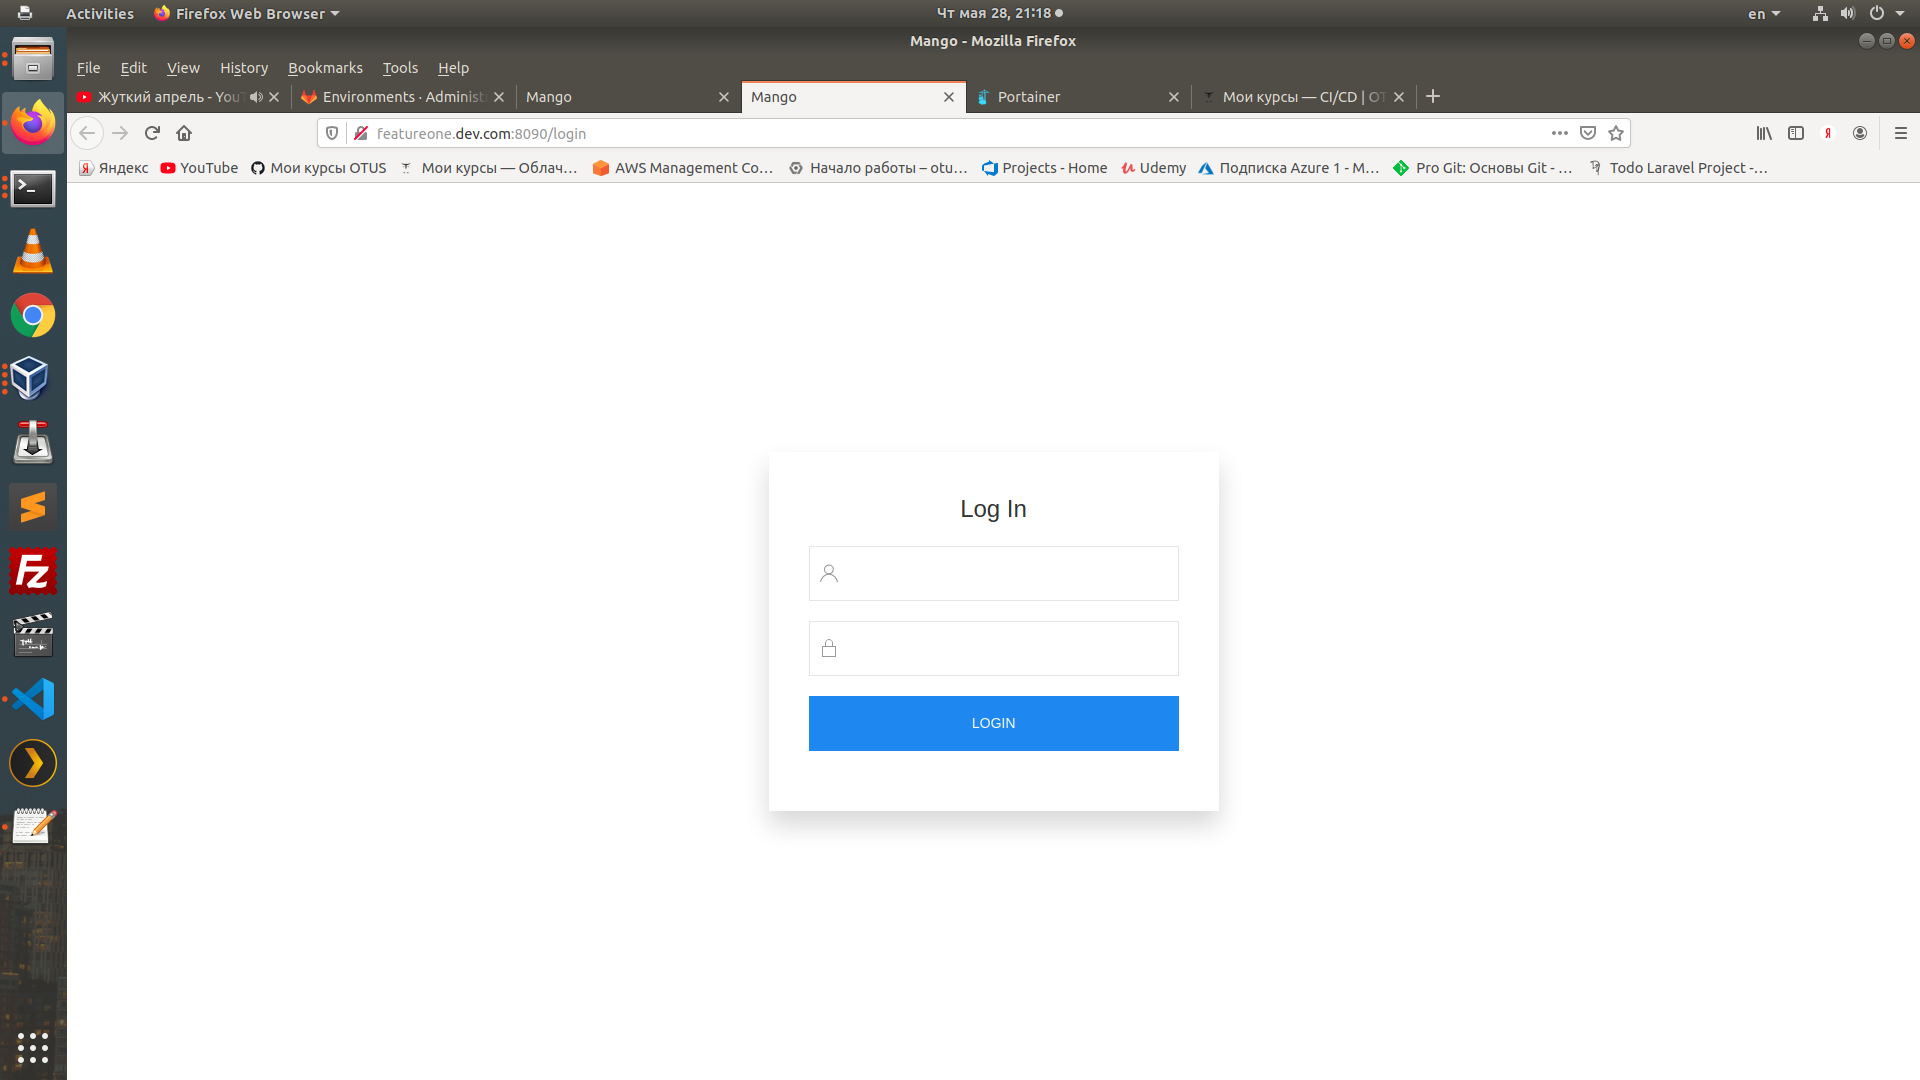 Activities Firefox Web Browser Чт мая 28, 21:18 en
Mango - Mozilla Firefox
File Edit View History Bookmarks Tools Help
Жуткий апрель - YouT Environments · Administ Mango Mango Portainer Мои курсы — CI/CD | OT
featureone.dev.com:8090/login
Яндекс YouTube Мои курсы OTUS Мои курсы — Облач… AWS Management Co… Начало работы – otu… Projects - Home Udemy Подписка Azure 1 - M… Pro Git: Основы Git - … Todo Laravel Project -…
Log In
LOGIN